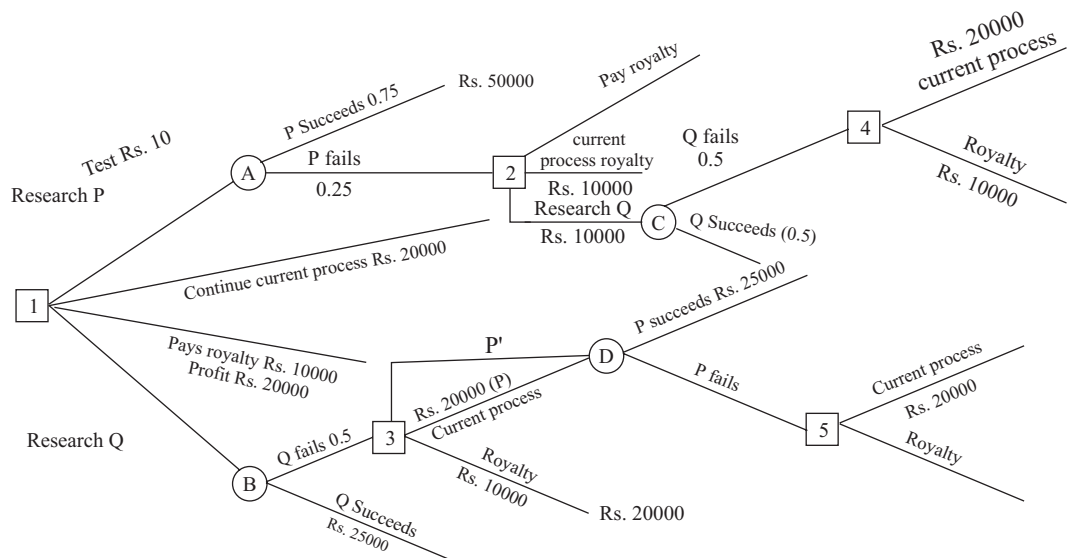 Rs. 20000
current process
Pay royalty
P Succeeds 0.75
Rs. 50000
Test Rs. 10
4
Q fails
0.5
current
process royalty
Rs. 10000
Royalty
Rs. 10000
A
P fails
0.25
2
Research P
Research Q
Rs. 10000
C
Q Succeeds (0.5)
Continue current process Rs. 20000
1
P succeeds Rs. 25000
Pays royalty Rs. 10000
Profit Rs. 20000
P'
D
Rs. 20000 (P)
Current process
P fails
Current process
Rs. 20000
5
Royalty
Research Q
Q fails 0.5
3
Royalty
Rs. 10000
Rs. 20000
B
Q Succeeds
Rs. 25000